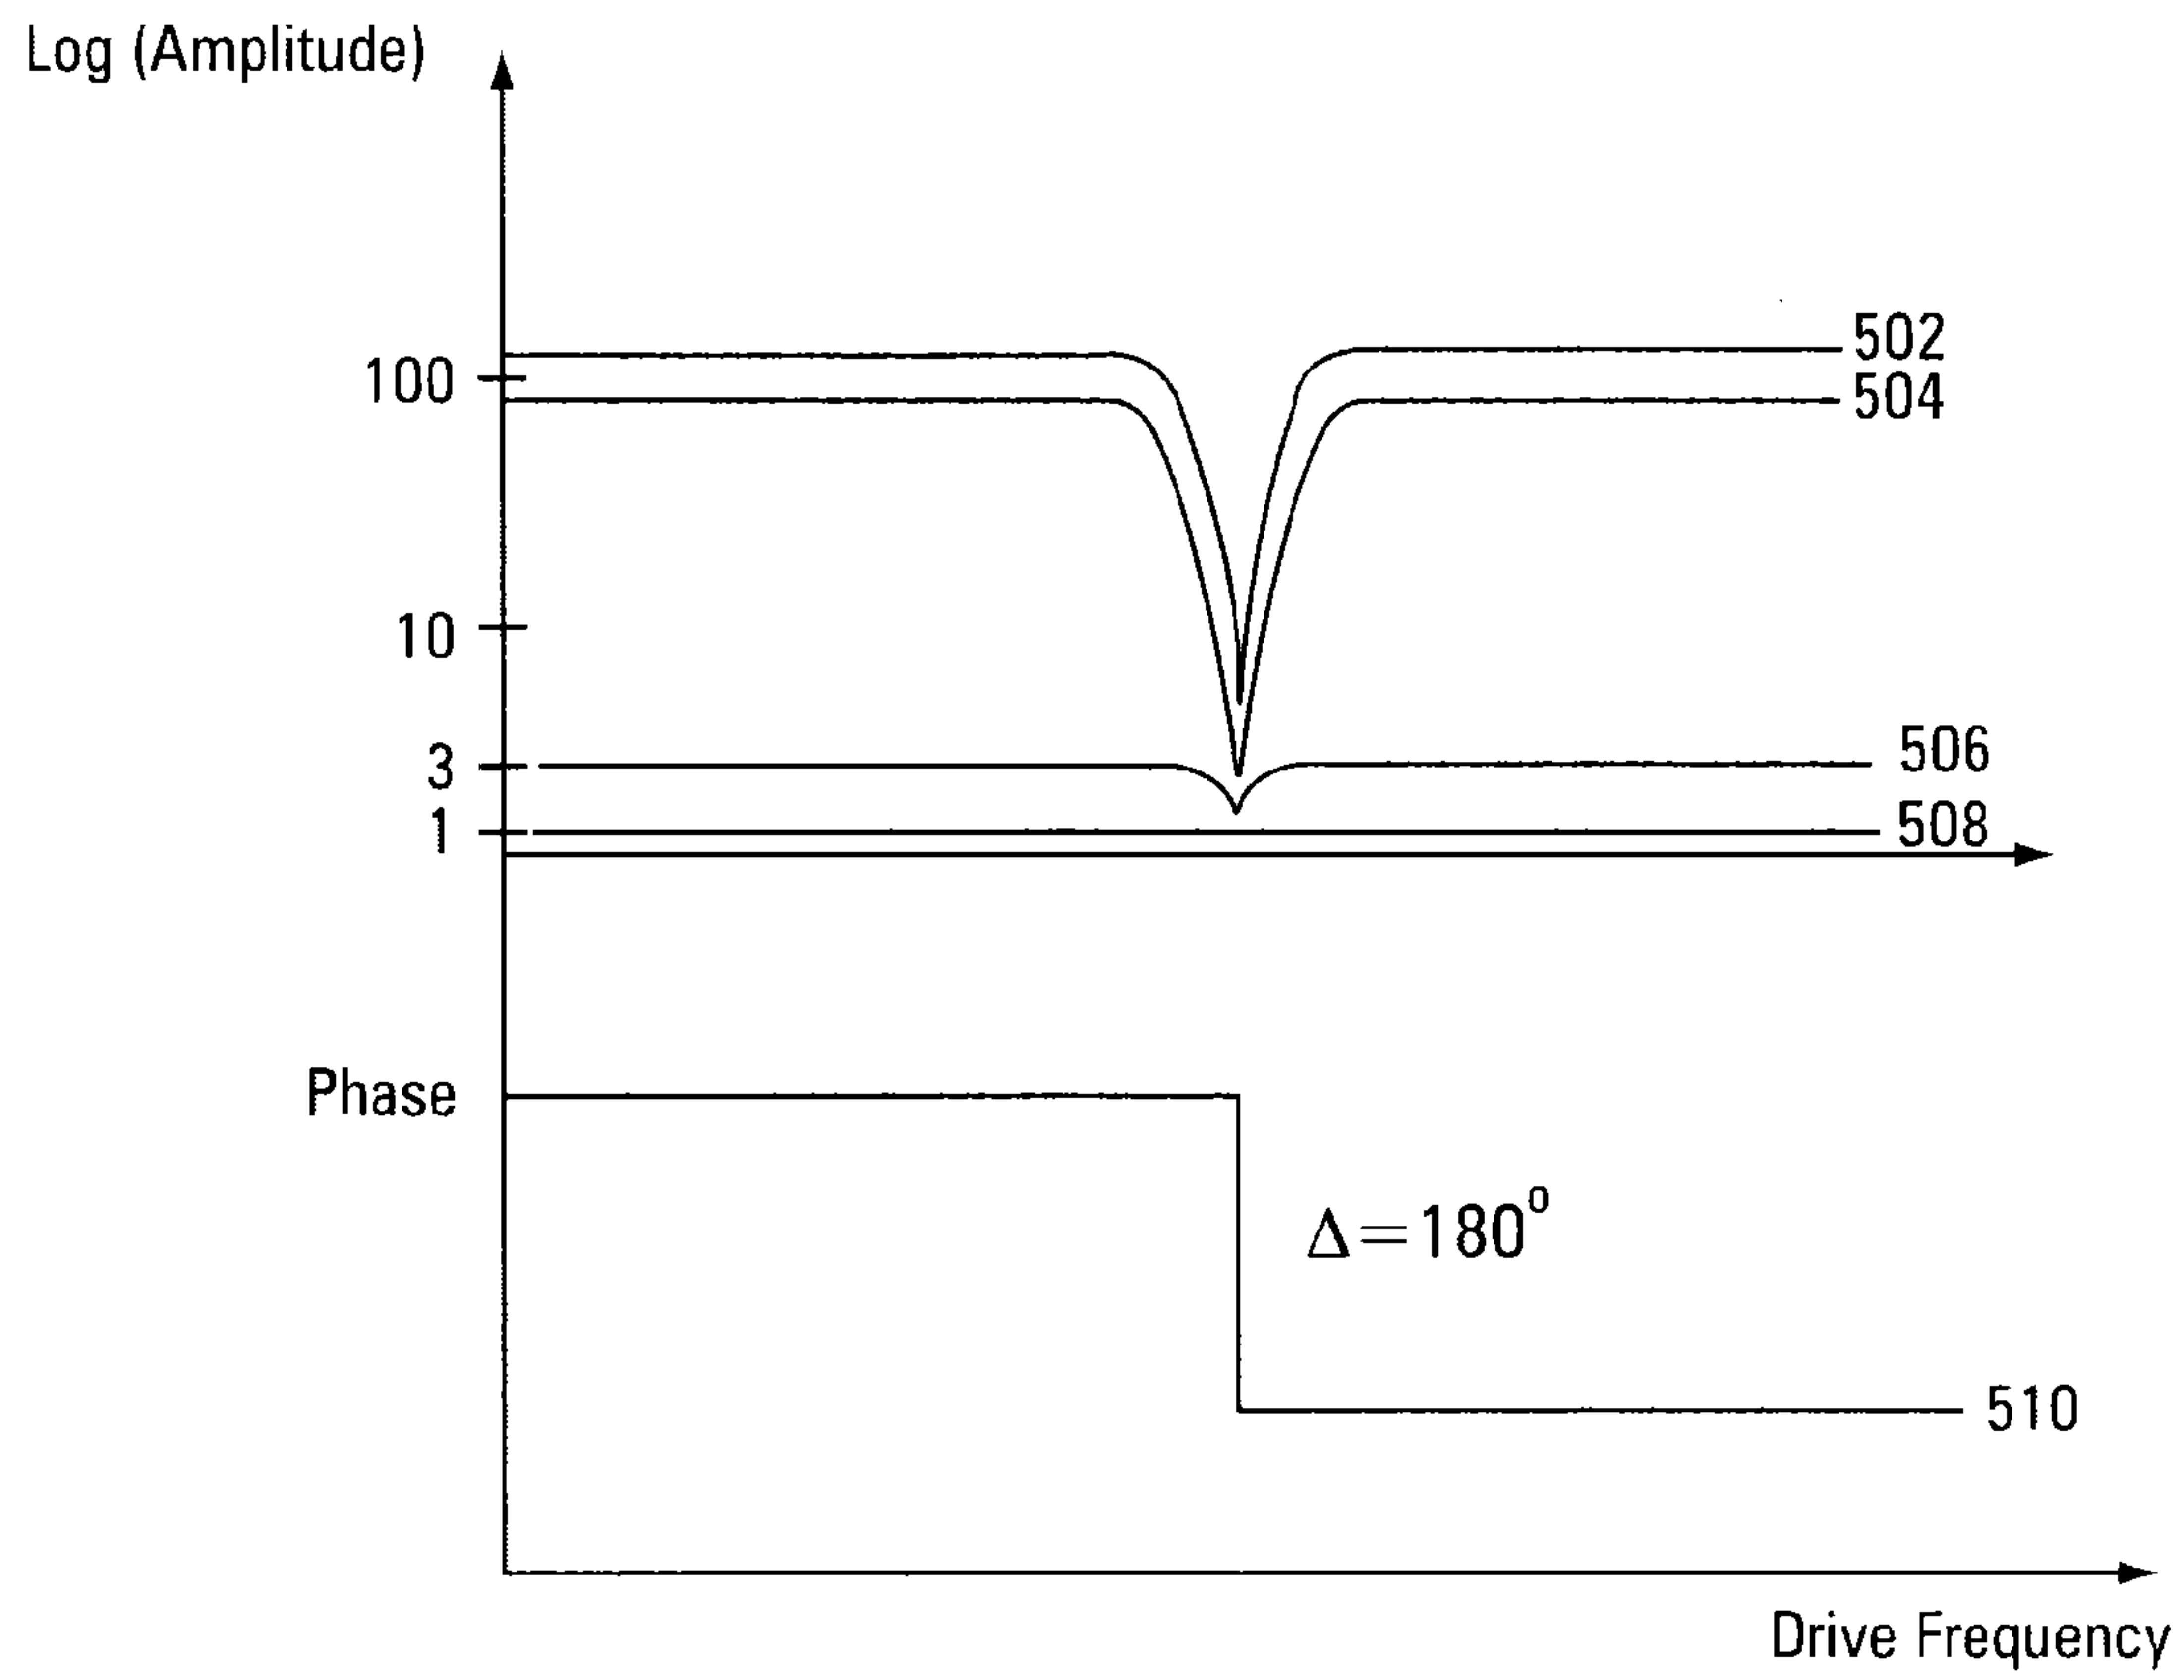 Log (Amplitude)
502
100
504
10
506
3
1
508
Phase
Δ=180°
510
Drive Frequency